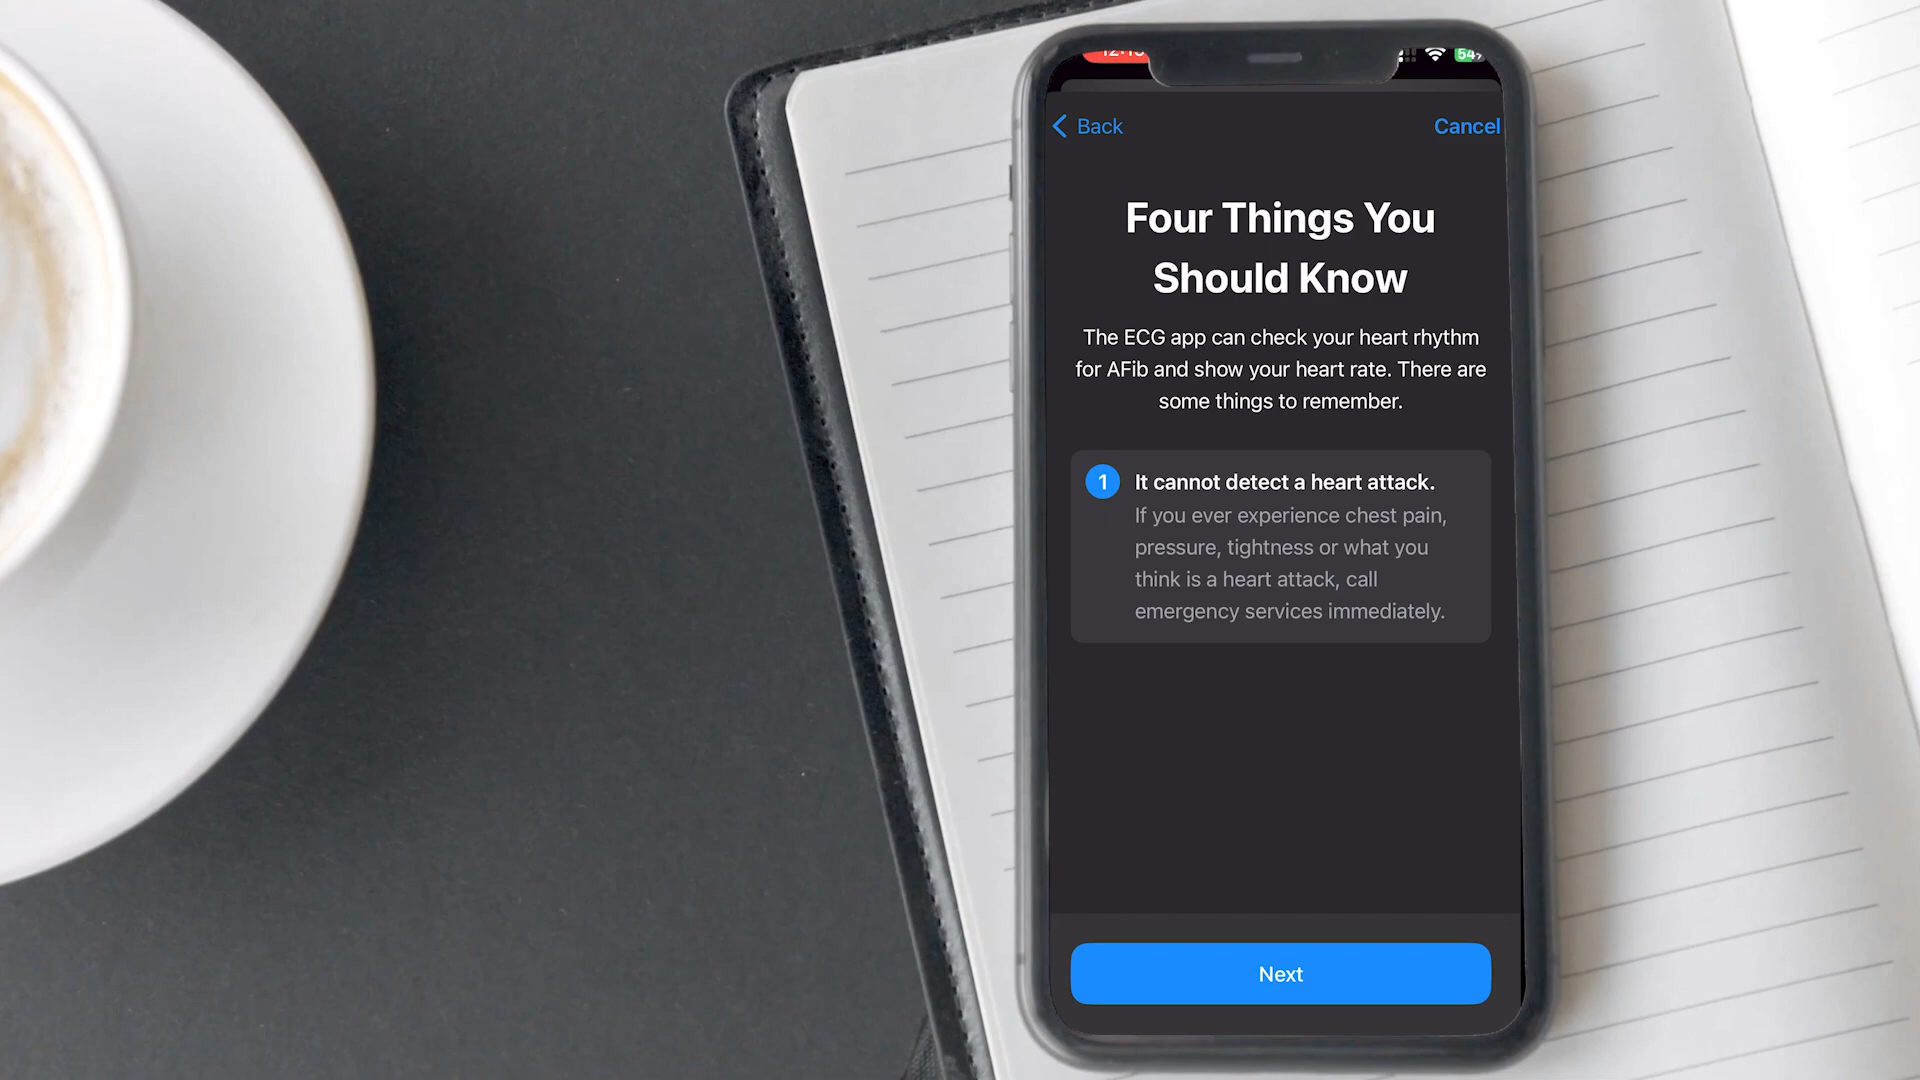 54
Back
Cancel
Four Things You
Should Know
The ECG app can check your heart rhythm
for AFib and show your heart rate. There are
some things to remember.
1 It cannot detect a heart attack.
If you ever experience chest pain,
pressure, tightness or what you
think is a heart attack, call
emergency services immediately.
Next